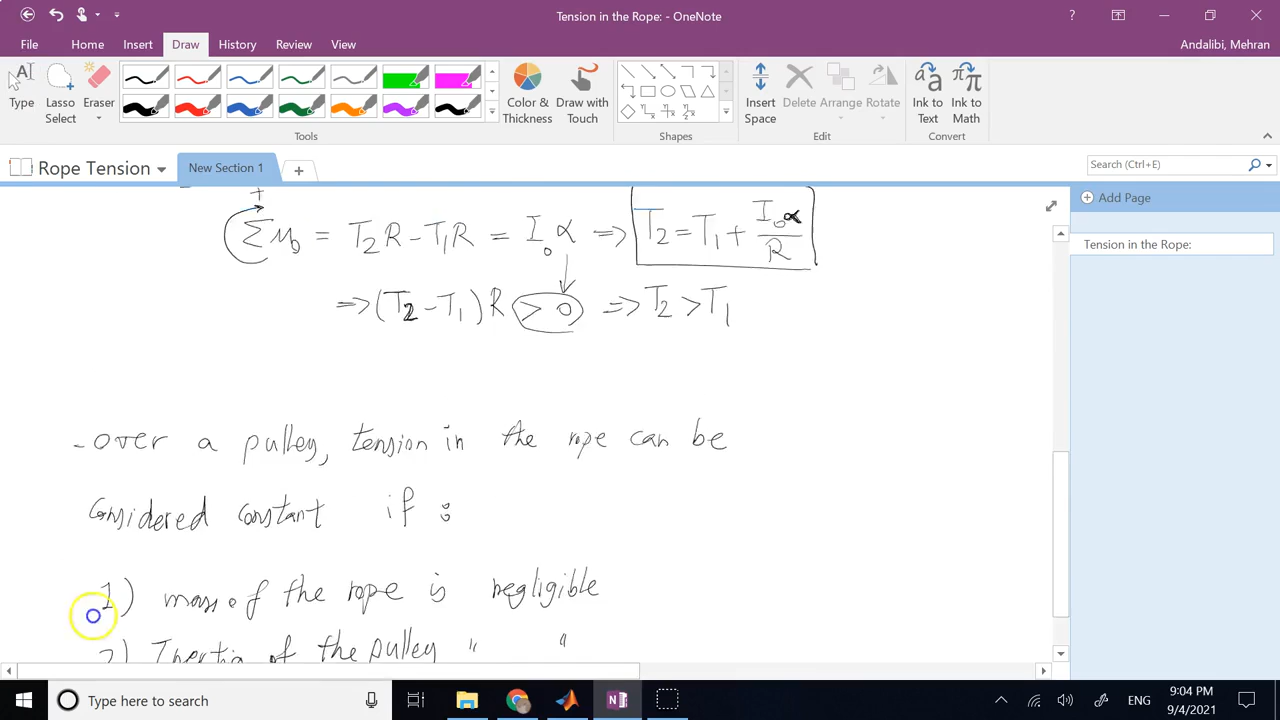 Tension in the Rope: - OneNote
Andalibi, Mehran
File Home Insert Draw History Review View
Type
Lasso Select
Eraser
Color & Thickness
Draw with Touch
Insert Space
Delete
Arrange
Rotate
Ink to Text
Ink to Math
Tools
Shapes
Edit
Convert
Rope Tension
New Section 1
Search (Ctrl+E)
Add Page
Tension in the Rope:
+
ΣM₀ = T₂R - T₁R = I₀ α => T₂ = T₁ + I₀α/R
=> (T₂ - T₁) R > 0 => T₂ > T₁
- over a pulley, tension in the rope can be
Considered constant if :
1) mass of the rope is negligible
2) Inertia of the pulley " "
Type here to search
ENG
9:04 PM
9/4/2021